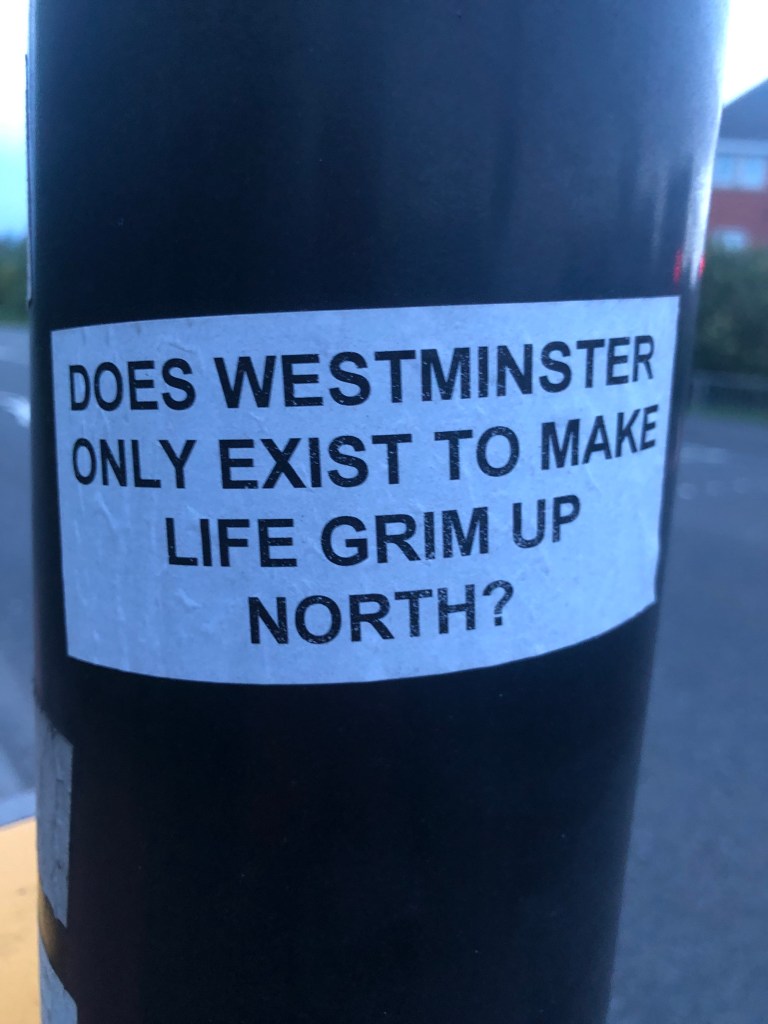 DOES WESTMINSTER
ONLY EXIST TO MAKE
LIFE GRIM UP
NORTH?